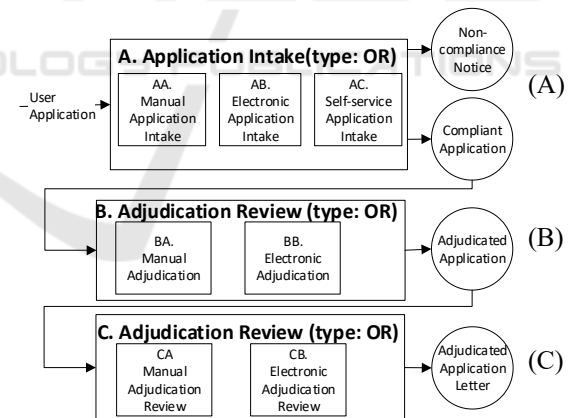 OLOGY PUBLICATIONS
Non-
compliance
Notice
A. Application Intake(type: OR)
AA.
Manual
Application
Intake
AB.
Electronic
Application
Intake
AC.
Self-service
Application
Intake
(A)
User
Application
Compliant
Application
B. Adjudication Review (type: OR)
BA.
Manual
Adjudication
BB.
Electronic
Adjudication
Adjudicated
Application
(B)
C. Adjudication Review (type: OR)
CA
Manual
Adjudication
Review
CB.
Electronic
Adjudication
Review
Adjudicated
Application
Letter
(C)